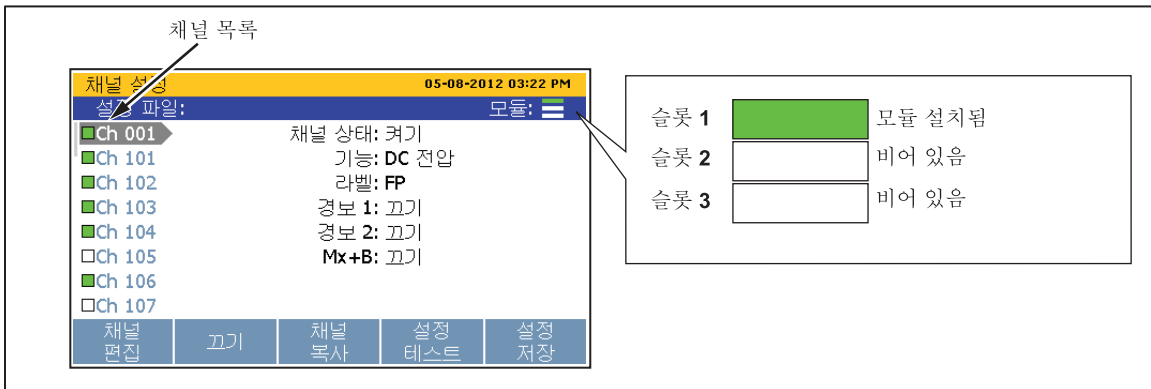 채널 목록
채널 설정 05-08-2012 03:22 PM
설정 파일: 모듈:
Ch 001
Ch 101
Ch 102
Ch 103
Ch 104
Ch 105
Ch 106
Ch 107
채널 상태: 켜기
기능: DC 전압
라벨: FP
경보 1: 끄기
경보 2: 끄기
Mx+B: 끄기
채널 편집
끄기
채널 복사
설정 테스트
설정 저장
슬롯 1 모듈 설치됨
슬롯 2 비어 있음
슬롯 3 비어 있음